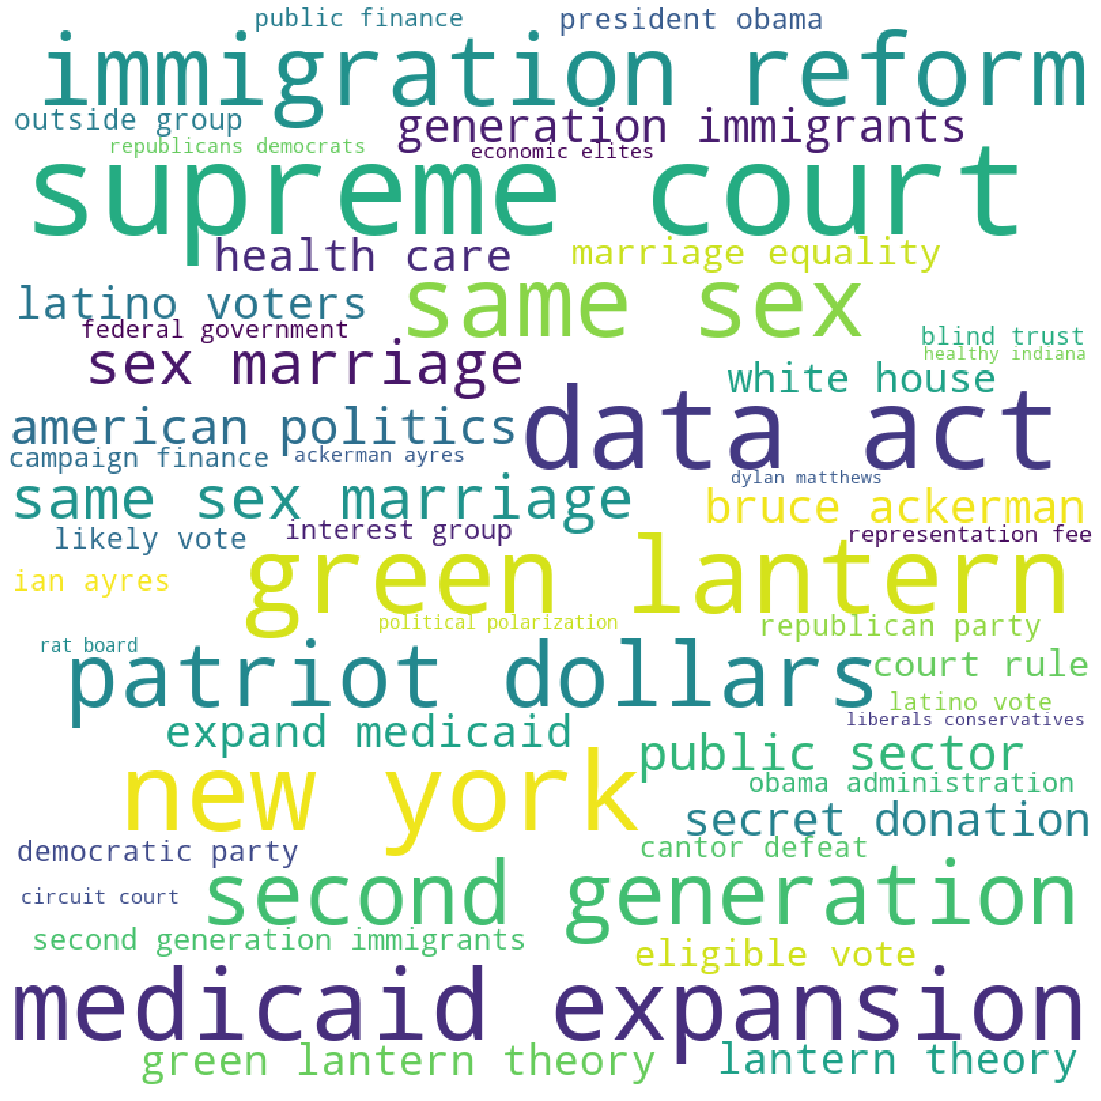 public finance
president obama
immigration reform
outside group
generation immigrants
republicans democrats
economic elites
supreme court
health care
marriage equality
latino voters
same sex
federal government
blind trust
healthy indiana
sex marriage
white house
american politics
data act
campaign finance
ackerman ayres
dylan matthews
same sex marriage
bruce ackerman
likely vote
interest group
representation fee
ian ayres
green lantern
political polarization
republican party
rat board
patriot dollars
court rule
latino vote
liberals conservatives
expand medicaid
public sector
new york
obama administration
secret donation
democratic party
cantor defeat
circuit court
second generation
second generation immigrants
eligible vote
medicaid expansion
green lantern theory
lantern theory